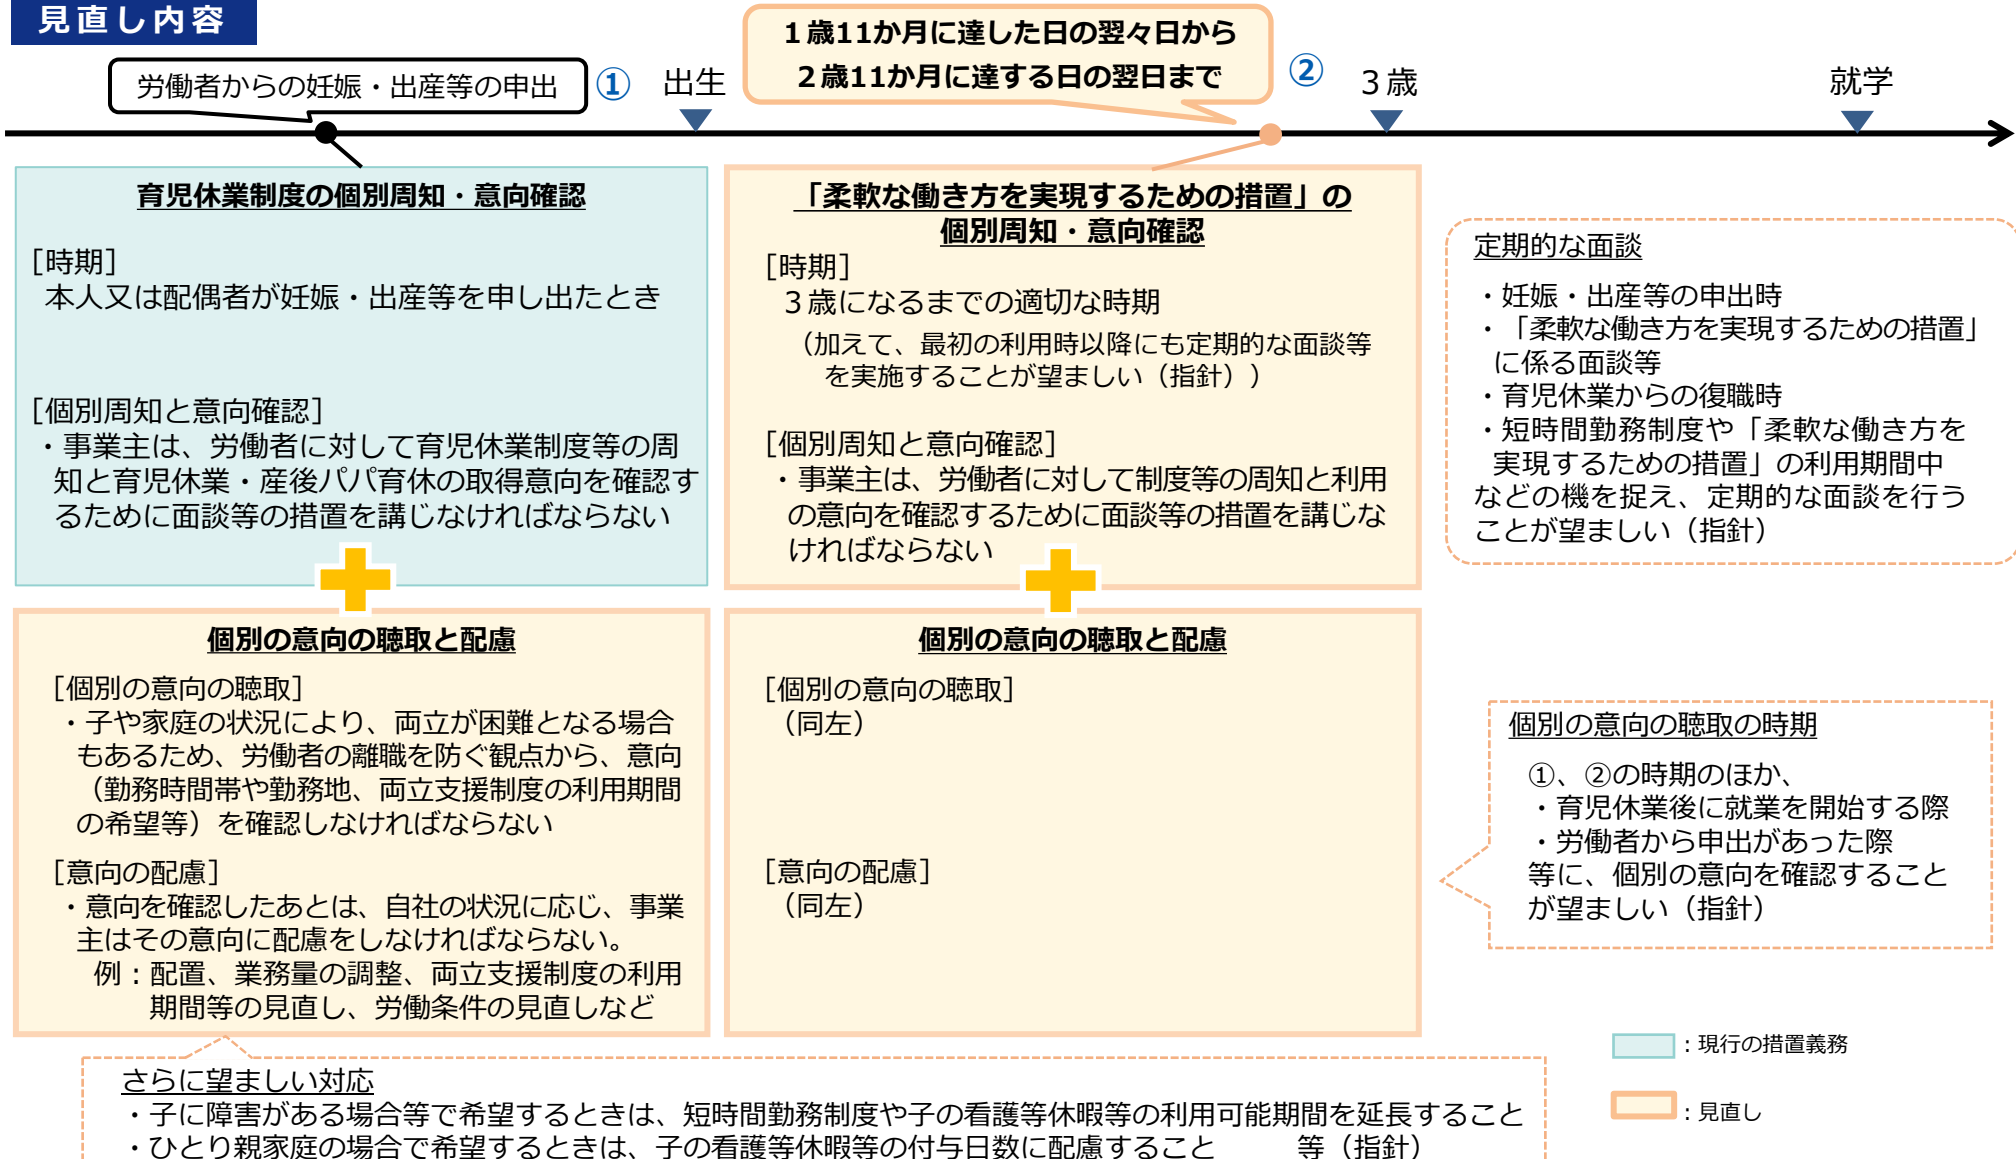 見直し内容
労働者からの妊娠・出産等の申出
①
出生
１歳11か月に達した日の翌々日から
２歳11か月に達する日の翌日まで
②
３歳
就学
育児休業制度の個別周知・意向確認
［時期］
本人又は配偶者が妊娠・出産等を申し出たとき
［個別周知と意向確認］
・事業主は、労働者に対して育児休業制度等の周
知と育児休業・産後パパ育休の取得意向を確認す
るために面談等の措置を講じなければならない
「柔軟な働き方を実現するための措置」の
個別周知・意向確認
［時期］
３歳になるまでの適切な時期
（加えて、最初の利用時以降にも定期的な面談等
を実施することが望ましい（指針））
［個別周知と意向確認］
・事業主は、労働者に対して制度等の周知と利用
の意向を確認するために面談等の措置を講じな
ければならない
定期的な面談
・妊娠・出産等の申出時
・「柔軟な働き方を実現するための措置」
に係る面談等
・育児休業からの復職時
・短時間勤務制度や「柔軟な働き方を
実現するための措置」の利用期間中
などの機を捉え、定期的な面談を行う
ことが望ましい（指針）
個別の意向の聴取と配慮
［個別の意向の聴取］
・子や家庭の状況により、両立が困難となる場合
もあるため、労働者の離職を防ぐ観点から、意向
（勤務時間帯や勤務地、両立支援制度の利用期間
の希望等）を確認しなければならない
［意向の配慮］
・意向を確認したあとは、自社の状況に応じ、事業
主はその意向に配慮をしなければならない。
例：配置、業務量の調整、両立支援制度の利用
期間等の見直し、労働条件の見直しなど
個別の意向の聴取と配慮
［個別の意向の聴取］
（同左）
［意向の配慮］
（同左）
個別の意向の聴取の時期
①、②の時期のほか、
・育児休業後に就業を開始する際
・労働者から申出があった際
等に、個別の意向を確認すること
が望ましい（指針）
さらに望ましい対応
・子に障害がある場合等で希望するときは、短時間勤務制度や子の看護等休暇等の利用可能期間を延長すること
・ひとり親家庭の場合で希望するときは、子の看護等休暇等の付与日数に配慮すること　　　等（指針）
：現行の措置義務
：見直し